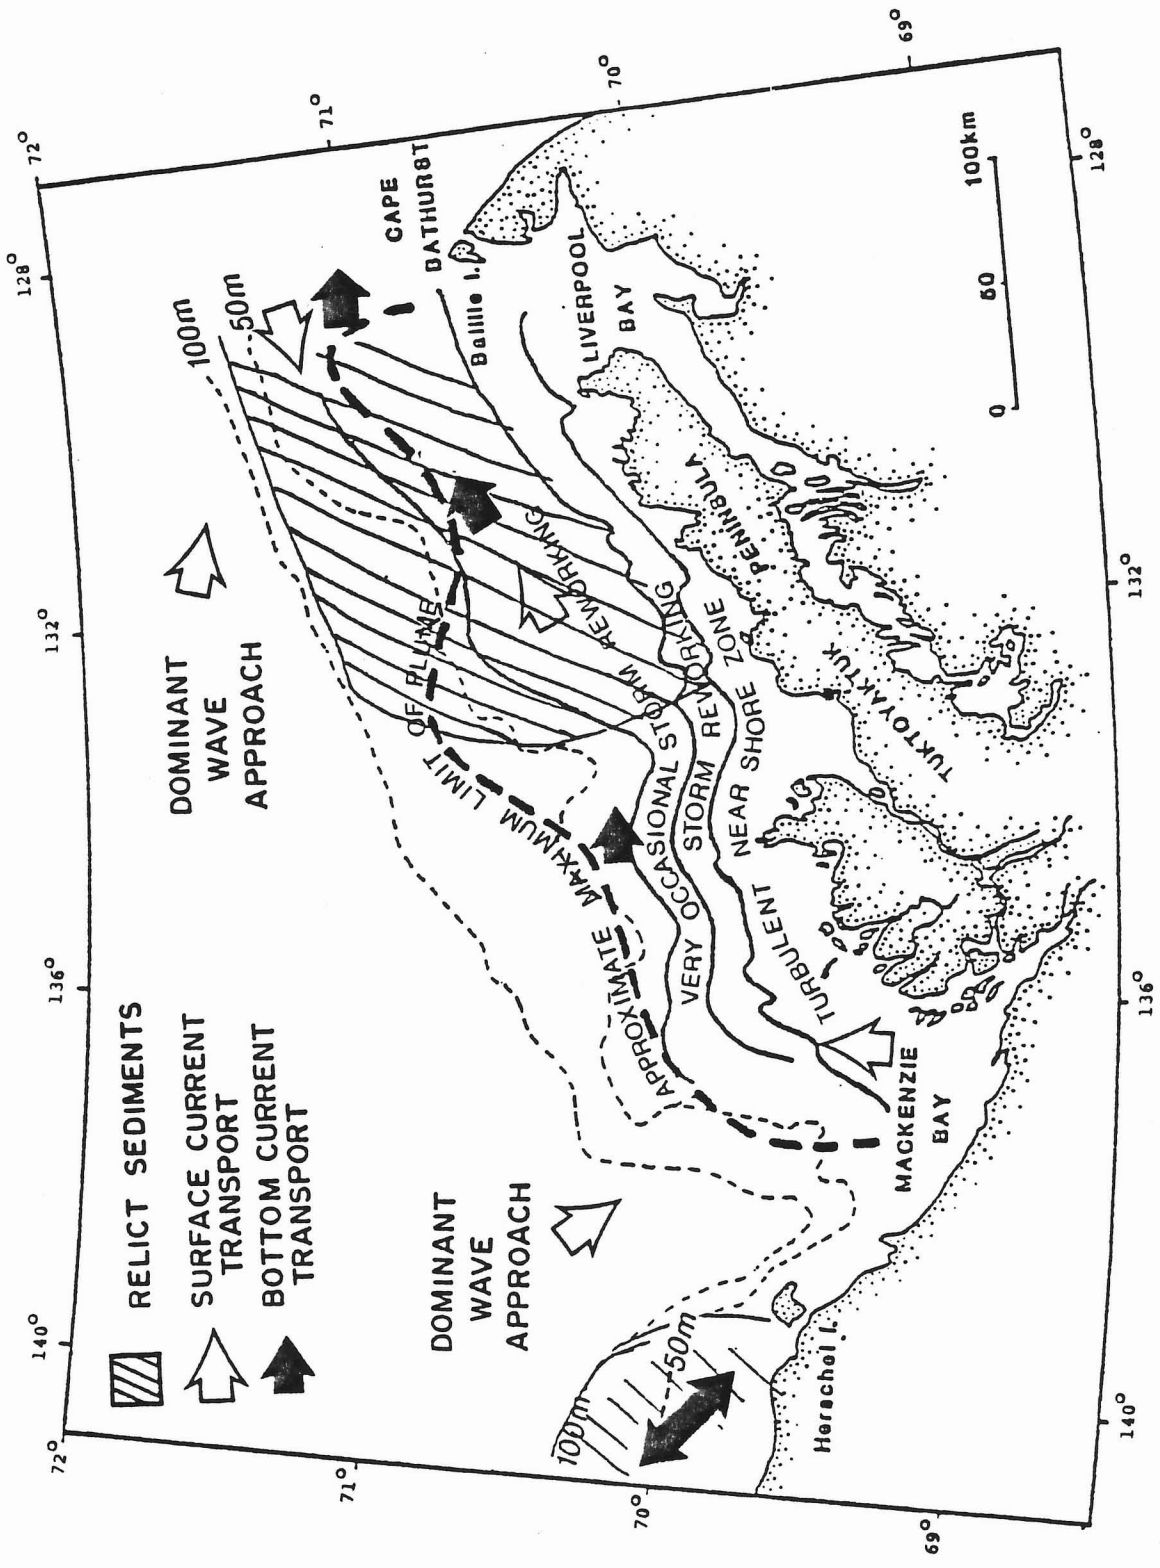 RELICT SEDIMENTS
SURFACE CURRENT
TRANSPORT
BOTTOM CURRENT
TRANSPORT
DOMINANT
WAVE
APPROACH
DOMINANT
WAVE
APPROACH
72°
140°
136°
132°
128°
72°
71°
71°
70°
70°
69°
69°
140°
136°
132°
128°
100m
50m
100m
50m
APPROXIMATE MAXIMUM LIMIT OF PLUME
VERY OCCASIONAL STORM REWORKING
STORM REWORKING
REWORKING
TURBULENT NEAR SHORE ZONE
CAPE
BATHURST
Baillie I.
LIVERPOOL
BAY
TUKTOYAKTUK PENINSULA
MACKENZIE
BAY
Herschel I.
0 50 100km